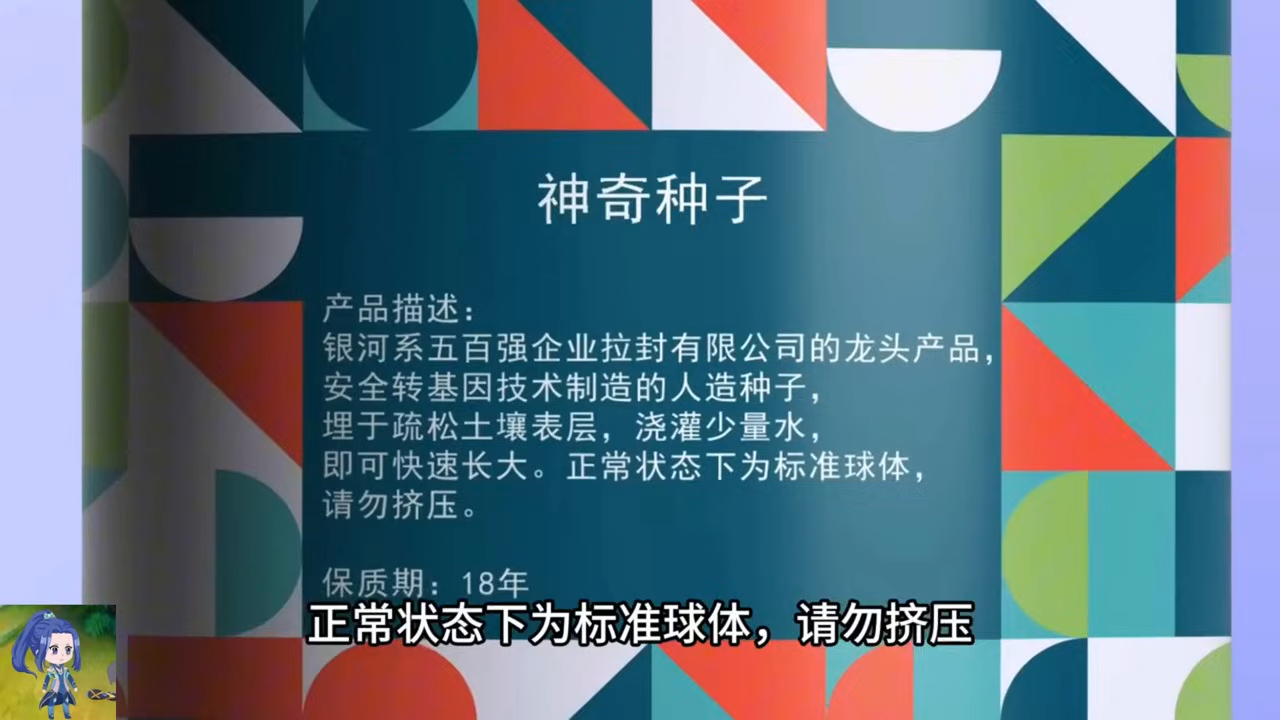 神奇种子
产品描述：
银河系五百强企业拉封有限公司的龙头产品，
安全转基因技术制造的人造种子，
埋于疏松土壤表层，浇灌少量水，
即可快速长大。正常状态下为标准球体，
请勿挤压。
保质期：18年
正常状态下为标准球体，请勿挤压